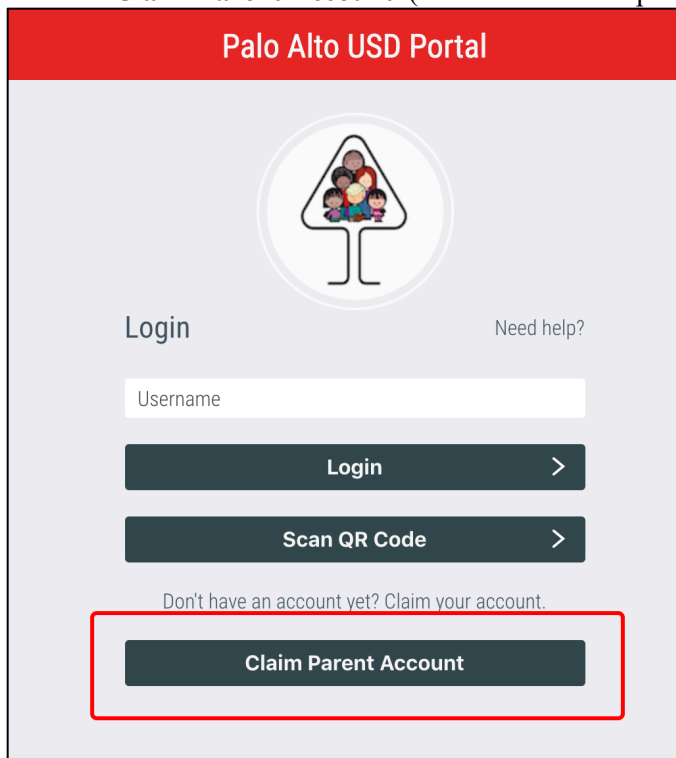 Palo Alto USD Portal
Login
Need help?
Username
Login
Scan QR Code
Don't have an account yet? Claim your account.
Claim Parent Account